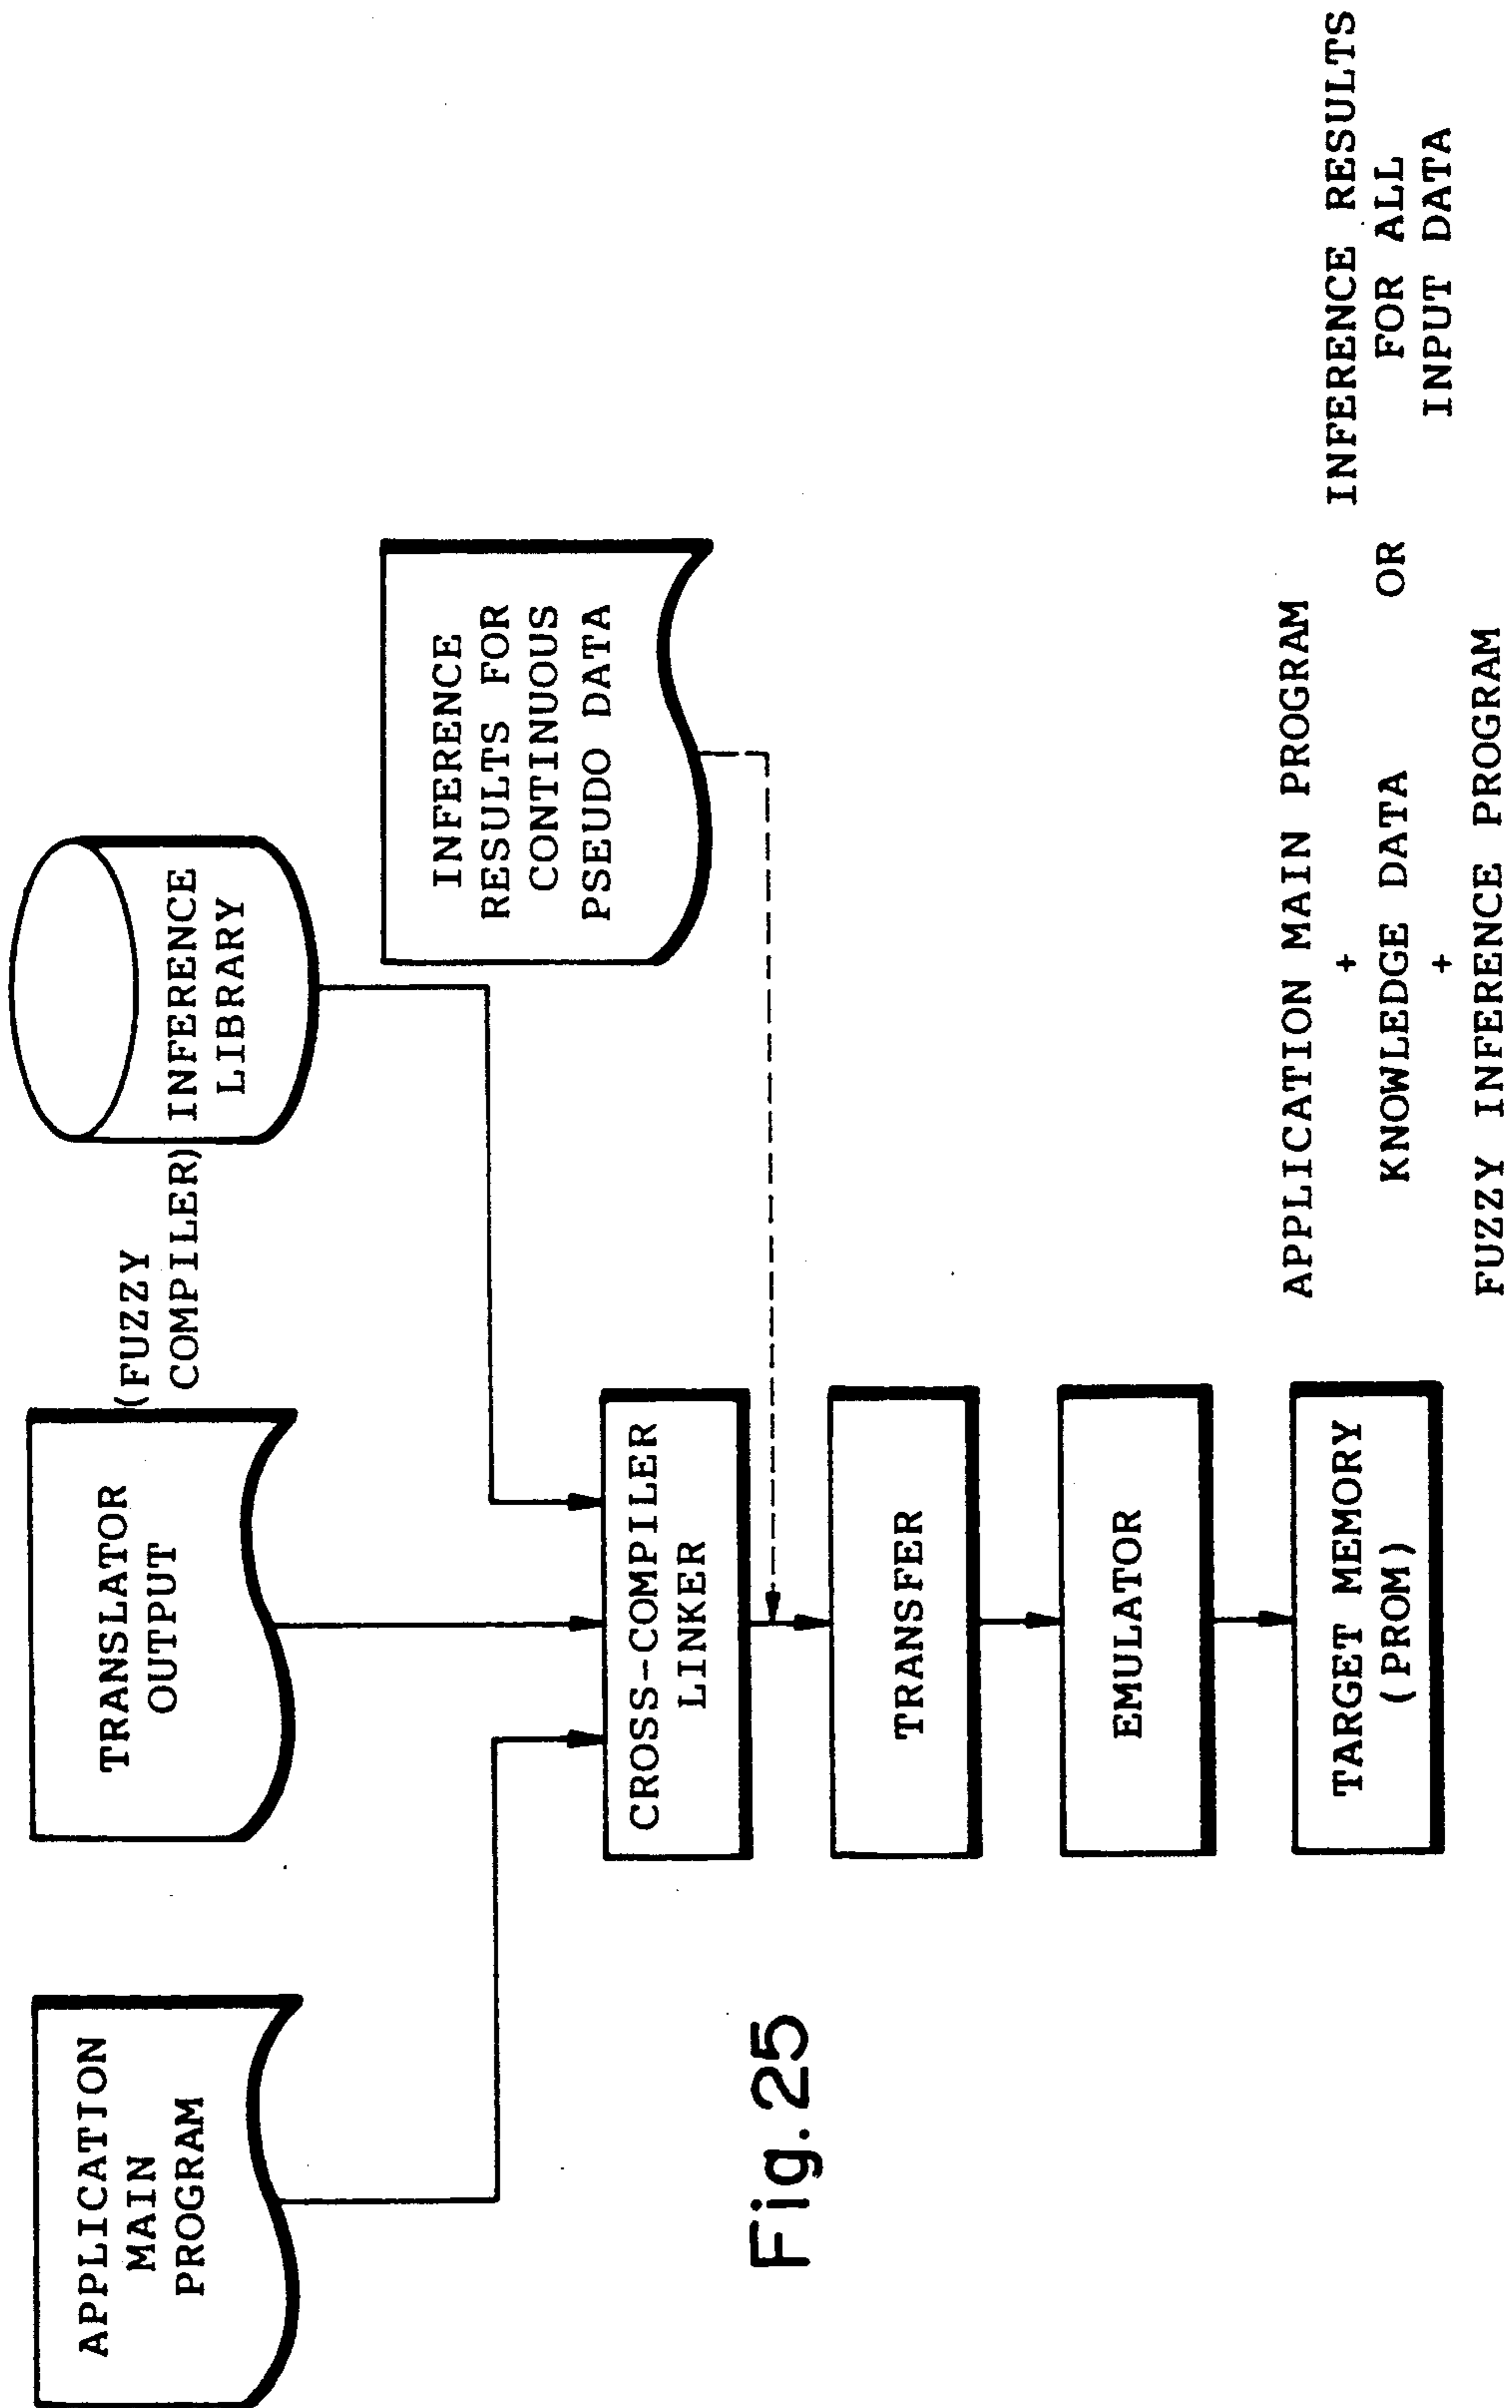 APPLICATION
MAIN
PROGRAM
TRANSLATOR
OUTPUT
(FUZZY
COMPILER)
INFERENCE
LIBRARY
INFERENCE
RESULTS FOR
CONTINUOUS
PSEUDO DATA
CROSS-COMPILER
LINKER
TRANSFER
EMULATOR
TARGET MEMORY
(PROM)
APPLICATION MAIN PROGRAM
+
KNOWLEDGE DATA
+
FUZZY INFERENCE PROGRAM
OR
INFERENCE RESULTS
FOR ALL
INPUT DATA
Fig.25